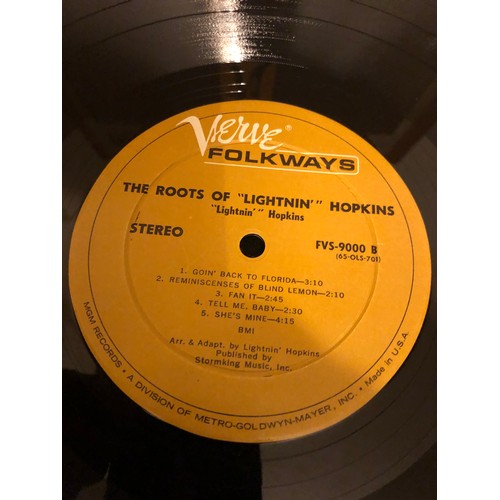 Verve®
FOLKWAYS
THE ROOTS OF "LIGHTNIN'" HOPKINS
"Lightnin'" Hopkins
STEREO
FVS-9000 B
(65-OLS-701)
1. GOIN' BACK TO FLORIDA—3:10
2. REMINISCENSES OF BLIND LEMON—2:10
3. FAN IT—2:45
4. TELL ME, BABY—2:30
5. SHE'S MINE—4:15
BMI
Arr. & Adapt. by Lightnin' Hopkins
Published by
Stormking Music, Inc.
MGM RECORDS • A DIVISION OF METRO-GOLDWYN-MAYER, INC. • Made in U.S.A.